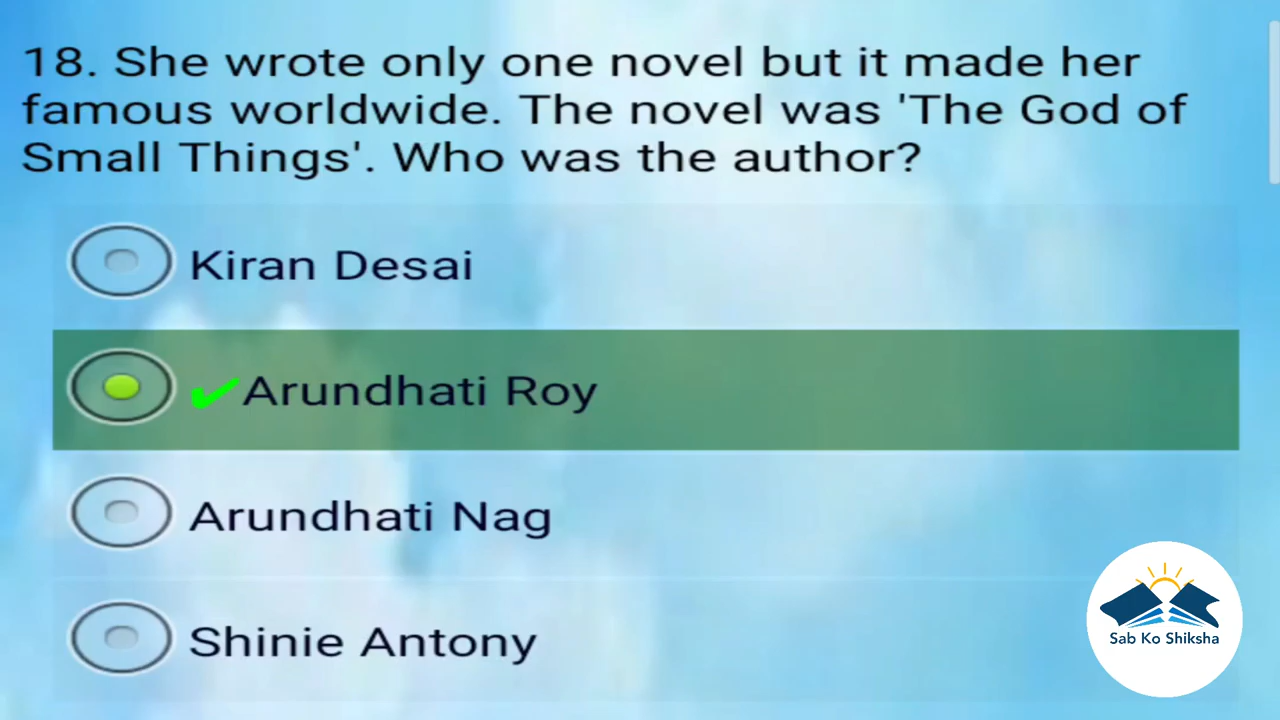 18. She wrote only one novel but it made her
famous worldwide. The novel was 'The God of
Small Things'. Who was the author?
Kiran Desai
✔Arundhati Roy
Arundhati Nag
Shinie Antony
Sab Ko Shiksha